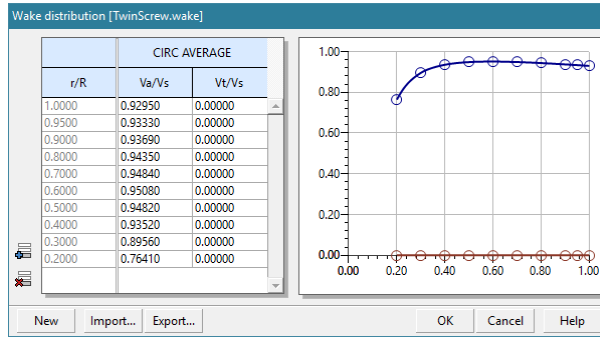 Wake distribution [TwinScrew.wake]
CIRC AVERAGE
r/R Va/Vs Vt/Vs
1.0000 0.92950 0.00000
0.9500 0.93330 0.00000
0.9000 0.93690 0.00000
0.8000 0.94350 0.00000
0.7000 0.94840 0.00000
0.6000 0.95080 0.00000
0.5000 0.94820 0.00000
0.4000 0.93520 0.00000
0.3000 0.89560 0.00000
0.2000 0.76410 0.00000
1.00
0.80
0.60
0.40
0.20
0.00
0.00 0.20 0.40 0.60 0.80 1.00
New Import... Export... OK Cancel Help